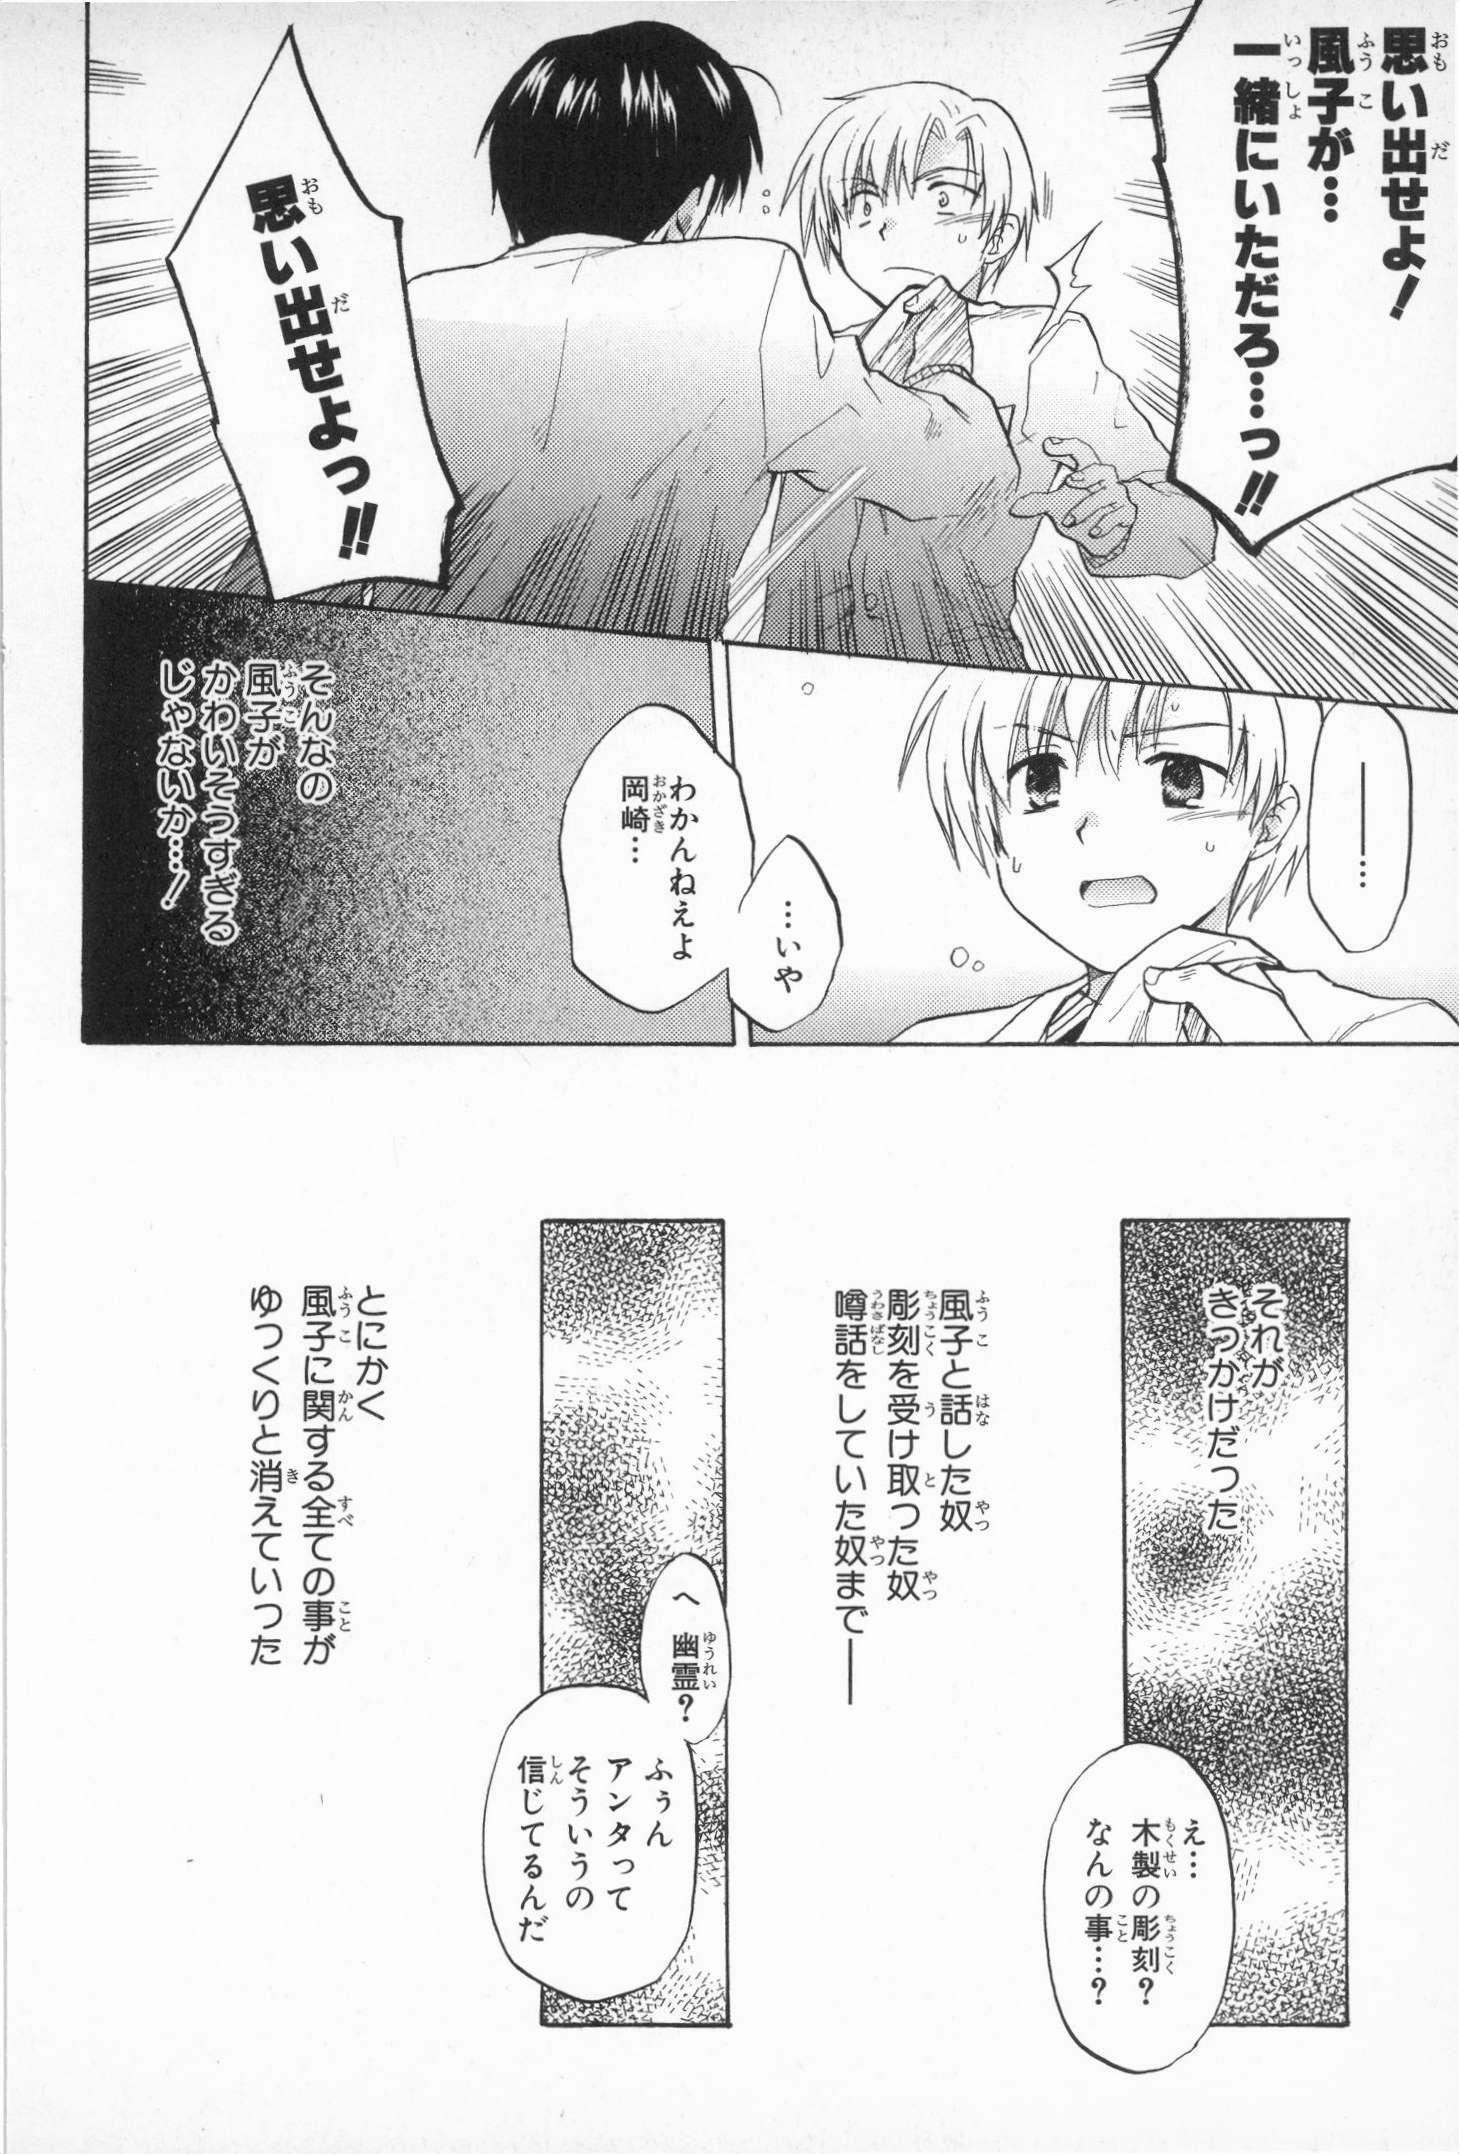 思い出せよ！
風子が…
一緒にいただろ…っ!!
思い出せよっ!!
――…
…いや
わかんねえよ
岡崎…
そんなの
風子が
かわいそうすぎる
じゃないか…！
それが
きっかけだった
え…
木製の彫刻？
なんの事…？
風子と話した奴
彫刻を受け取った奴
噂話をしていた奴まで――
へ　幽霊？
ふぅん
アンタって
そういうの
信じてるんだ
とにかく
風子に関する全ての事が
ゆっくりと消えていった